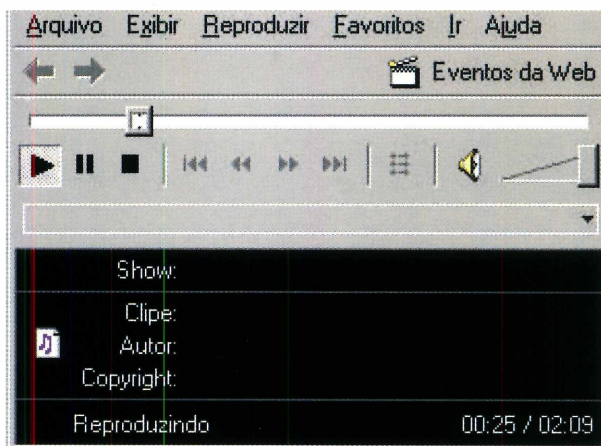 Arquivo Exibir Reproduzir Favoritos Ir Ajuda
Eventos da Web
Show:
Clipe:
Autor:
Copyright:
Reproduzindo 00:25 / 02:09